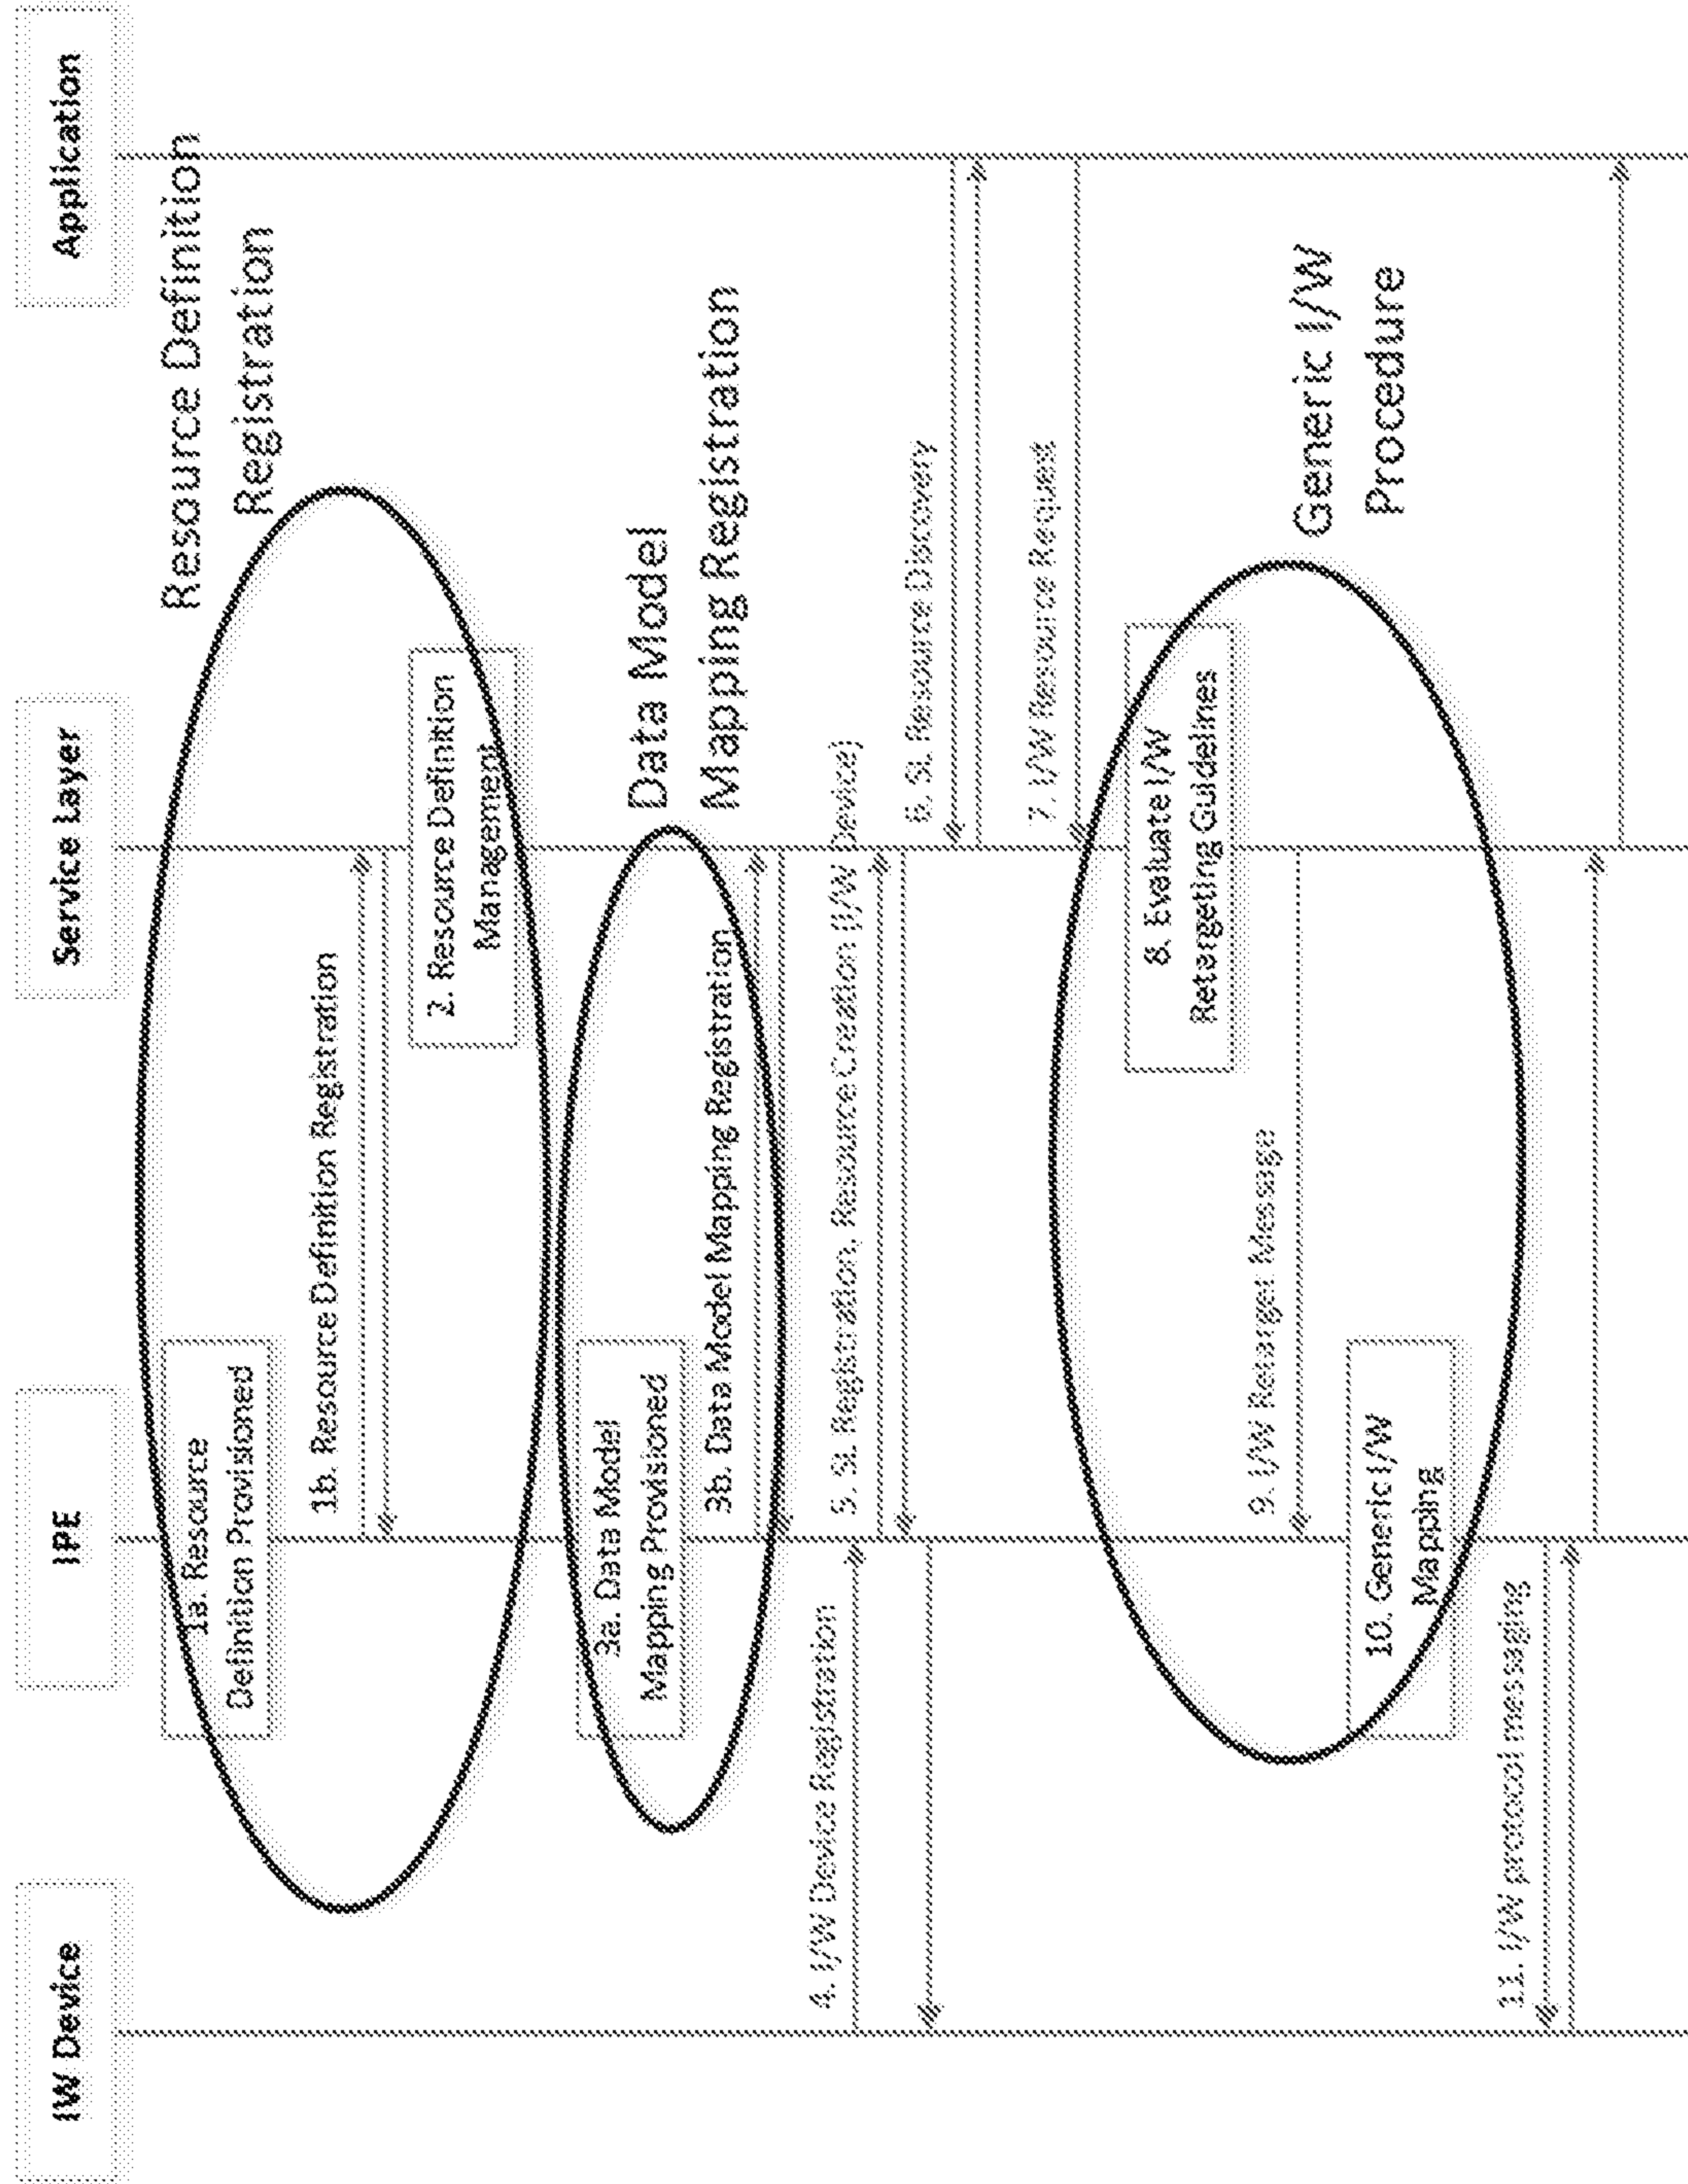 IW Device
IPE
Service Layer
Application
Resource Definition
Registration
1a. Resource
Definition Provisioned
1b. Resource Definition Registration
2. Resource Definition
Management
Data Model
Mapping Registration
3a. Data Model
Mapping Provisioned
3b. Data Model Mapping Registration
4. I/W Device Registration
5. SL Registration, Resource Creation (I/W Device)
6. SL Resource Discovery
7. I/W Resource Request
8. Evaluate I/W
Retargeting Guidelines
Generic I/W
Procedure
9. I/W Retarget Message
10. Generic I/W
Mapping
11. I/W protocol messaging